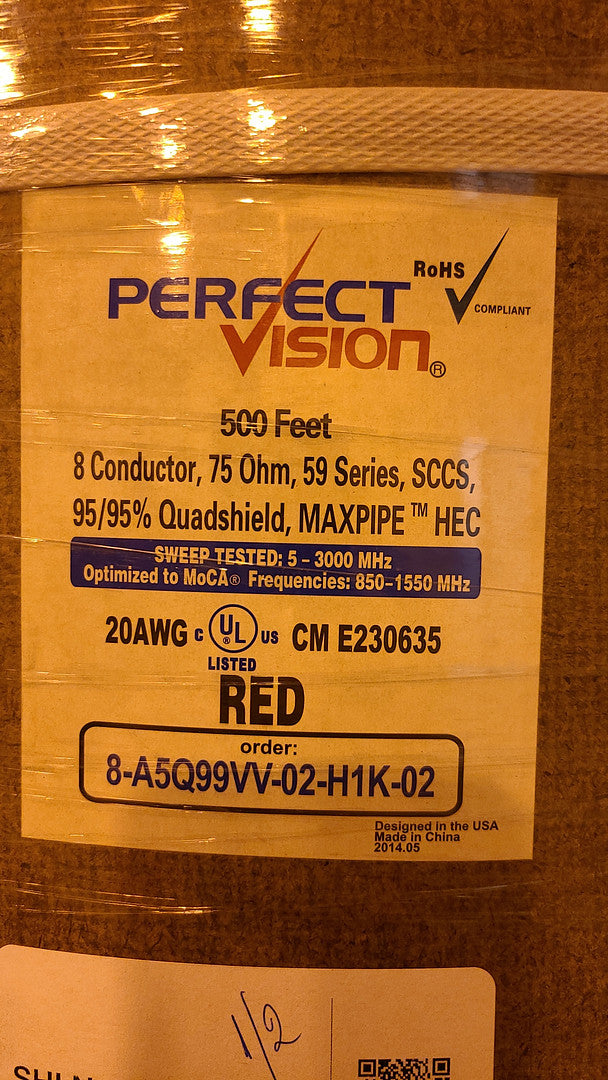 PERFECT
VISION®
RoHS
COMPLIANT
500 Feet
8 Conductor, 75 Ohm, 59 Series, SCCS,
95/95% Quadshield, MAXPIPE™ HEC
SWEEP TESTED: 5 – 3000 MHz
Optimized to MoCA® Frequencies: 850–1550 MHz
20AWG C UL® US CM E230635
LISTED
RED
order:
8-A5Q99VV-02-H1K-02
Designed in the USA
Made in China
2014.05
1/2